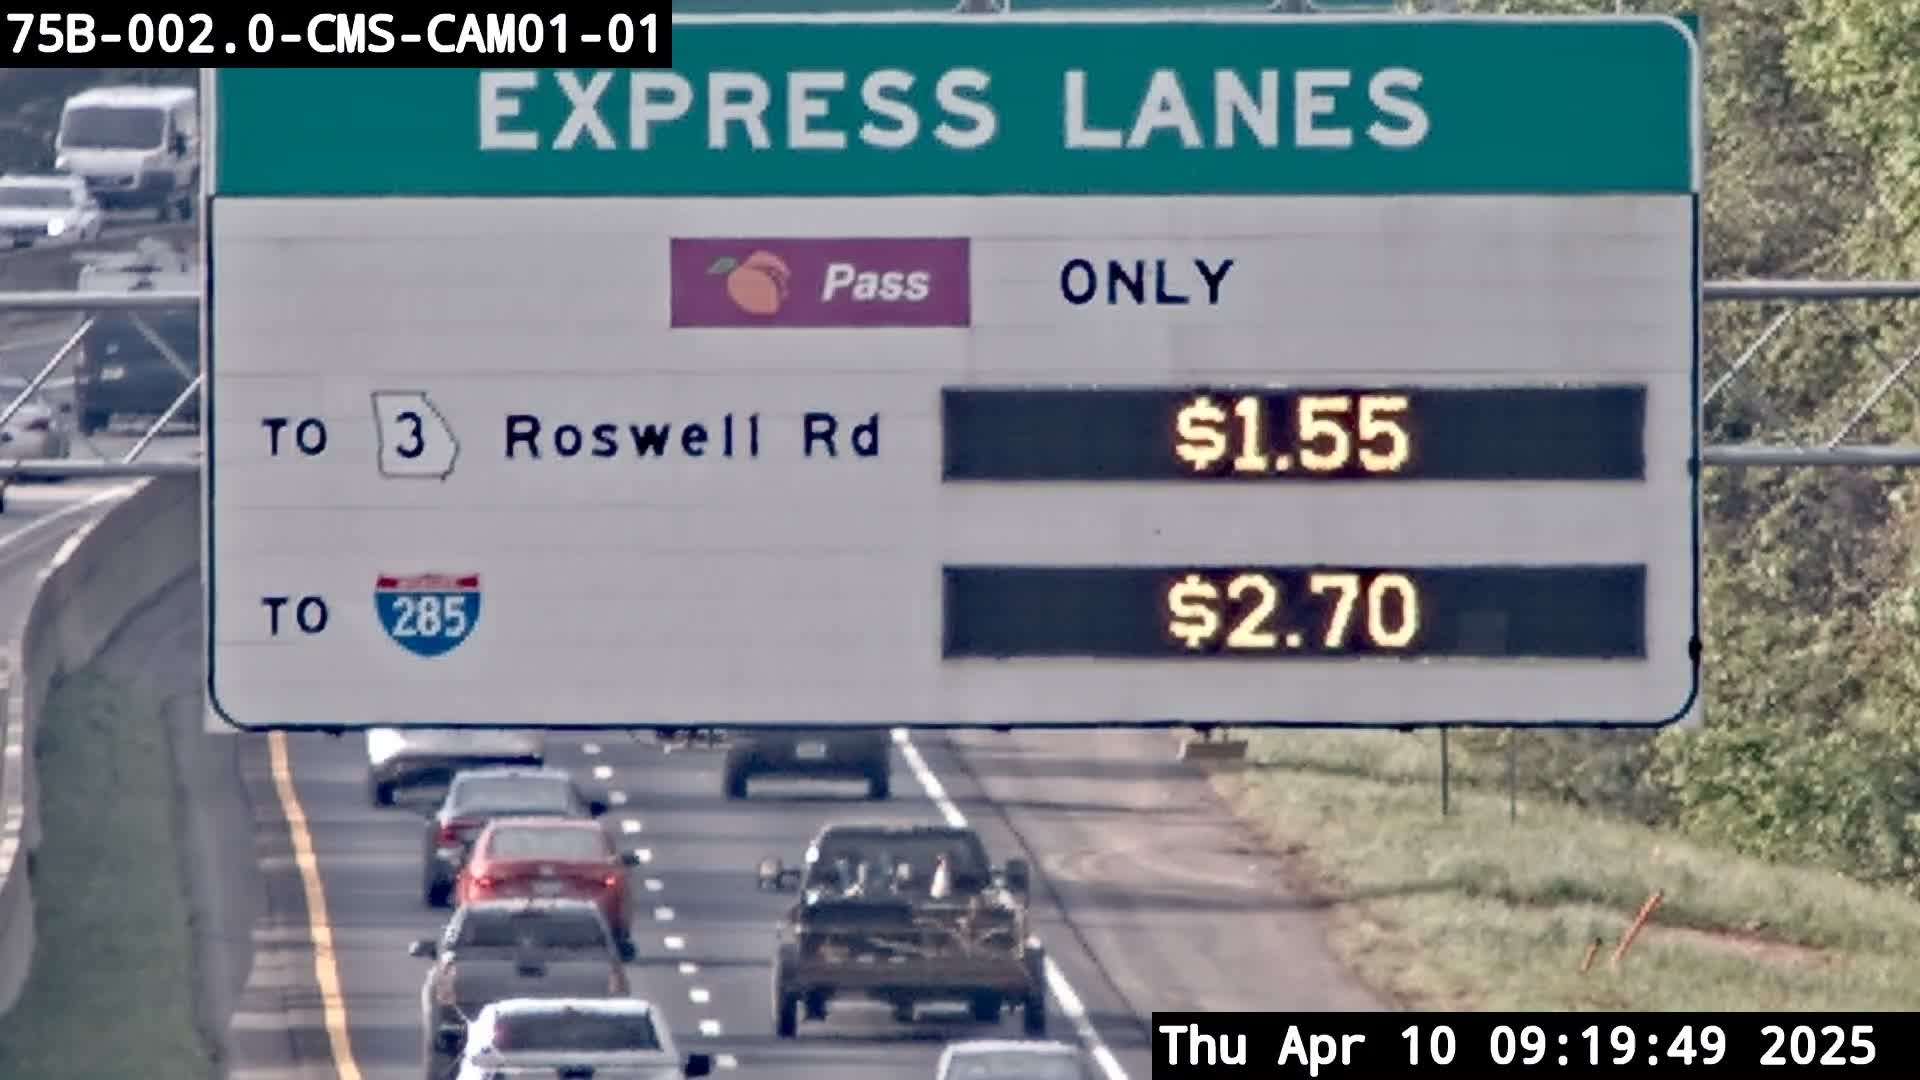 75B-002.0-CMS-CAM01-01
EXPRESS LANES
Pass ONLY
TO 3 Roswell Rd $1.55
TO 285 $2.70
Thu Apr 10 09:19:49 2025